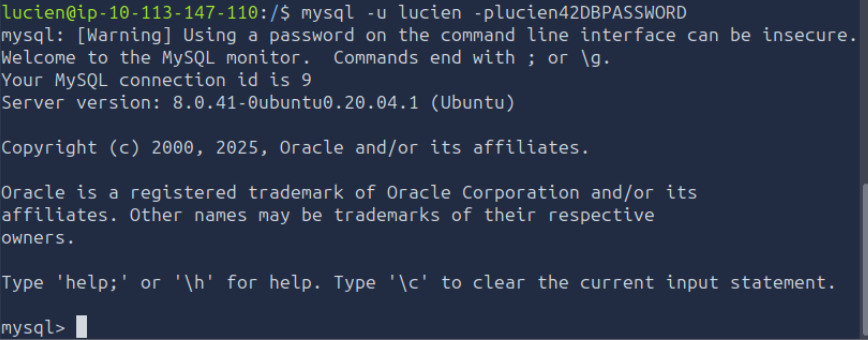 lucien@ip-10-113-147-110:/$ mysql -u lucien -plucien42DBPASSWORD
mysql: [Warning] Using a password on the command line interface can be insecure.
Welcome to the MySQL monitor.  Commands end with ; or \g.
Your MySQL connection id is 9
Server version: 8.0.41-0ubuntu0.20.04.1 (Ubuntu)

Copyright (c) 2000, 2025, Oracle and/or its affiliates.

Oracle is a registered trademark of Oracle Corporation and/or its
affiliates. Other names may be trademarks of their respective
owners.

Type 'help;' or '\h' for help. Type '\c' to clear the current input statement.

mysql>